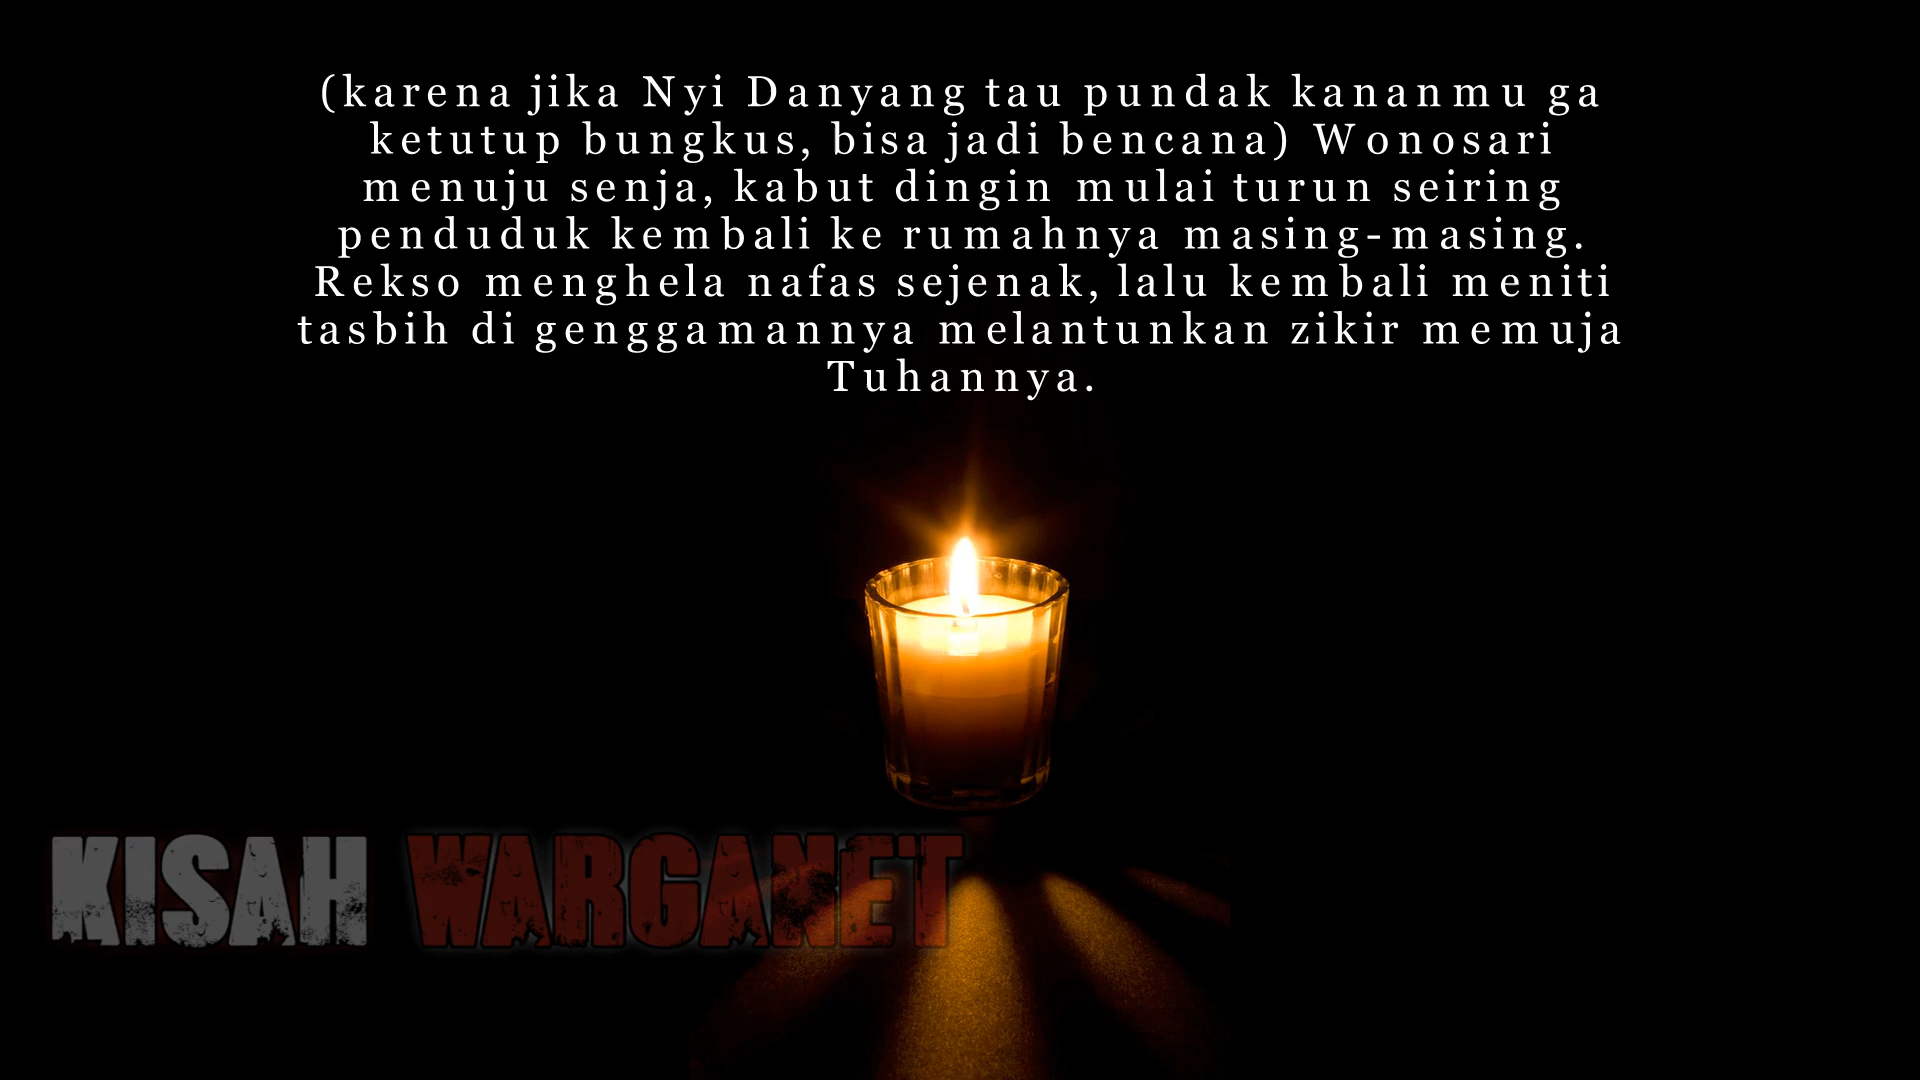 (karena jika Nyi Danyang tau pundak kananmu ga
ketutup bungkus, bisa jadi bencana) Wonosari
menuju senja, kabut dingin mulai turun seiring
penduduk kembali ke rumahnya masing-masing.
Rekso menghela nafas sejenak, lalu kembali meniti
tasbih di genggamannya melantunkan zikir memuja
Tuhannya.
KISAH WARGANET